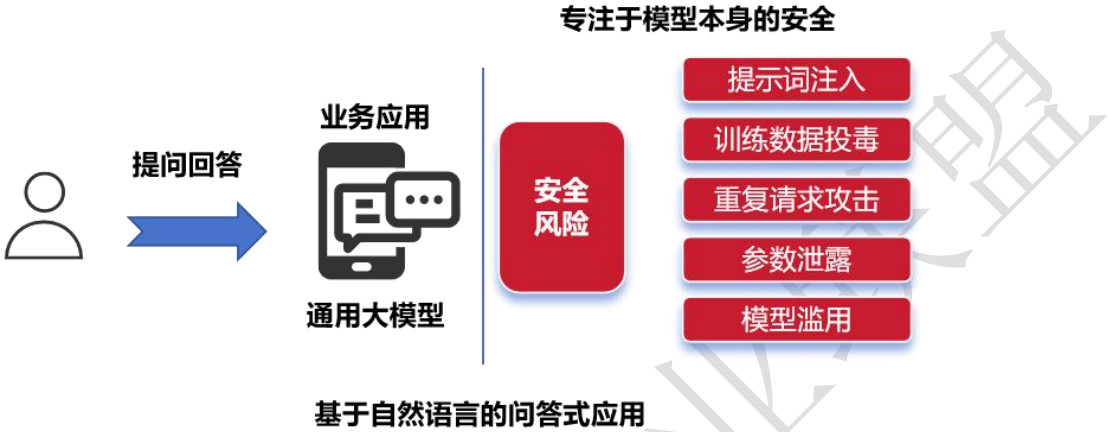 专注于模型本身的安全
提问回答
业务应用
通用大模型
安全
风险
提示词注入
训练数据投毒
重复请求攻击
参数泄露
模型滥用
基于自然语言的问答式应用
业联盟